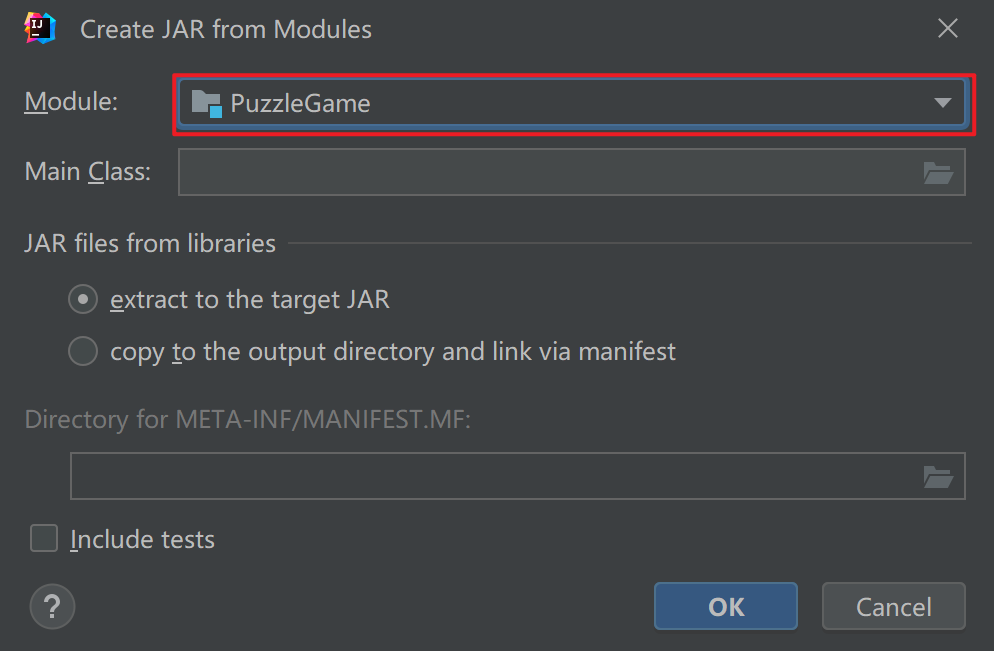 IJ
Create JAR from Modules
Module: PuzzleGame
Main Class:
JAR files from libraries
extract to the target JAR
copy to the output directory and link via manifest
Directory for META-INF/MANIFEST.MF:
Include tests
? OK Cancel